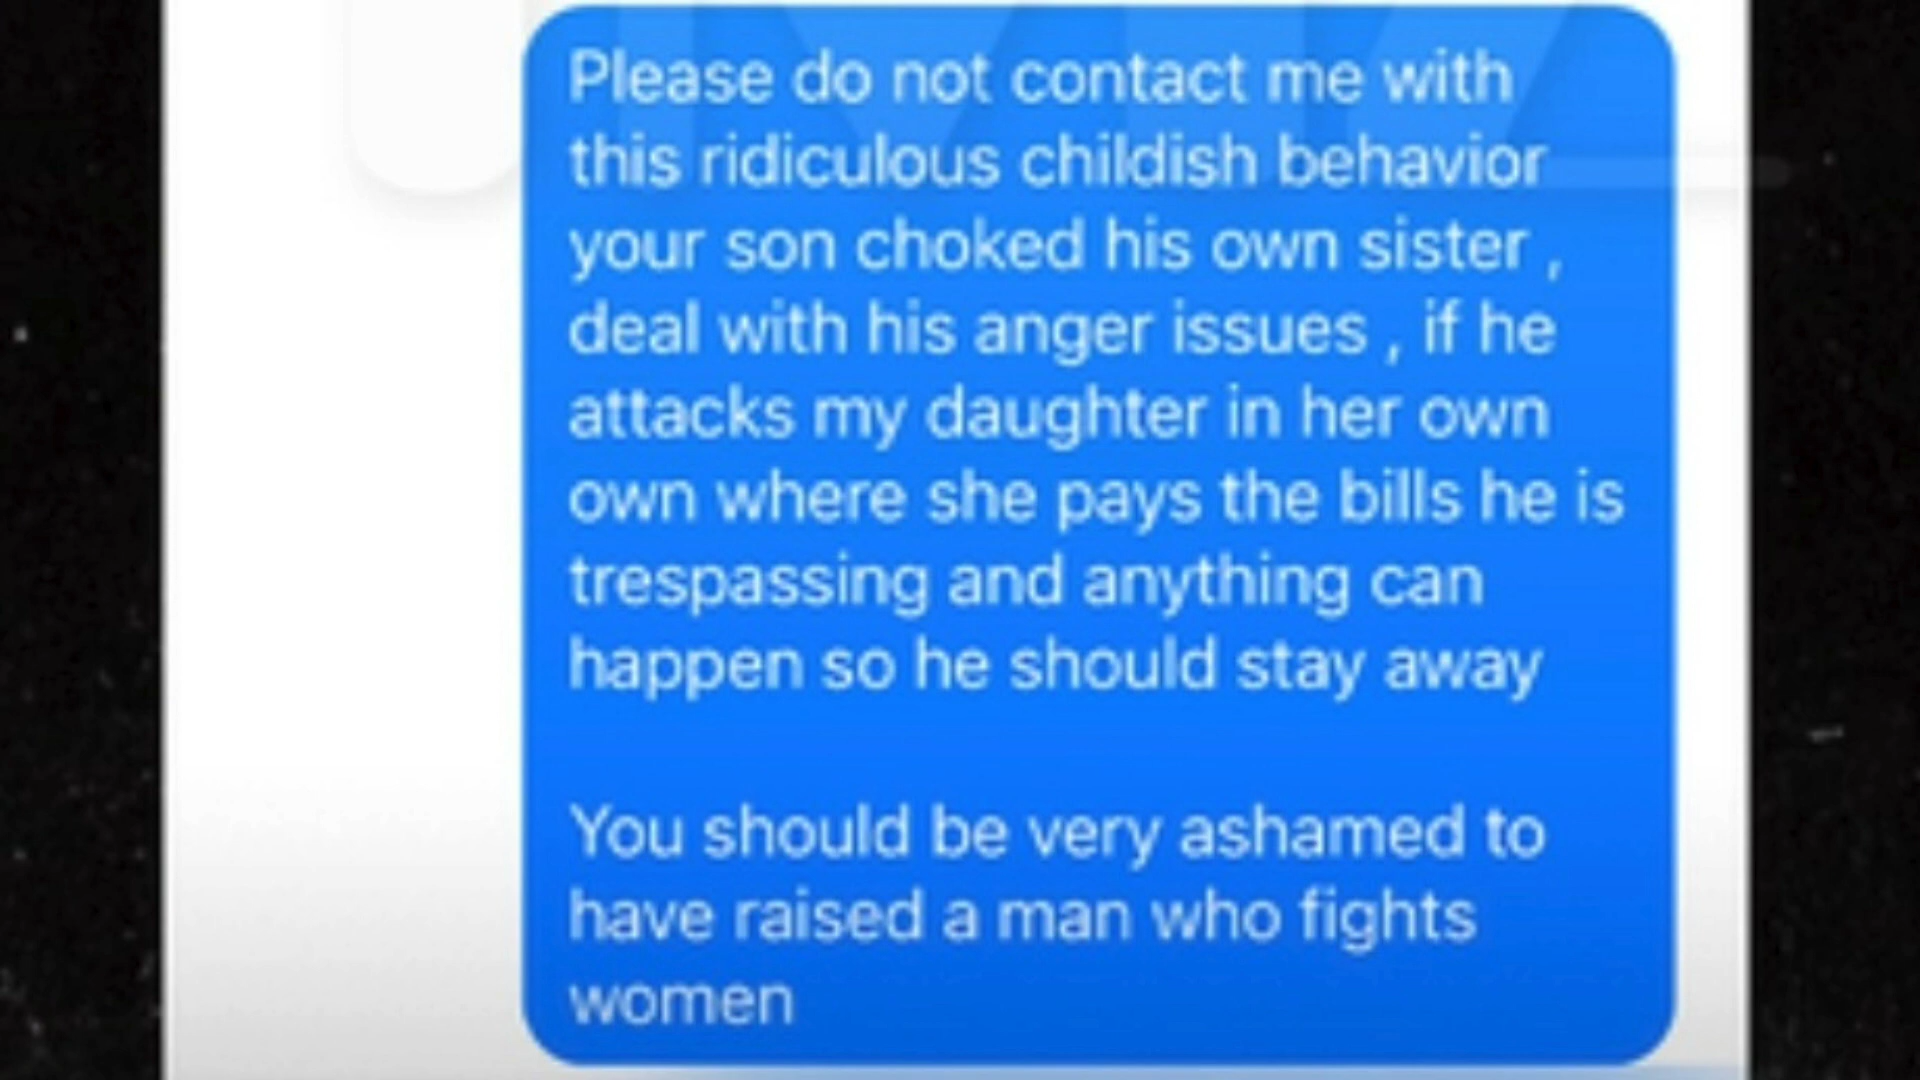 Please do not contact me with
this ridiculous childish behavior
your son choked his own sister ,
deal with his anger issues , if he
attacks my daughter in her own
own where she pays the bills he is
trespassing and anything can
happen so he should stay away
You should be very ashamed to
have raised a man who fights
women